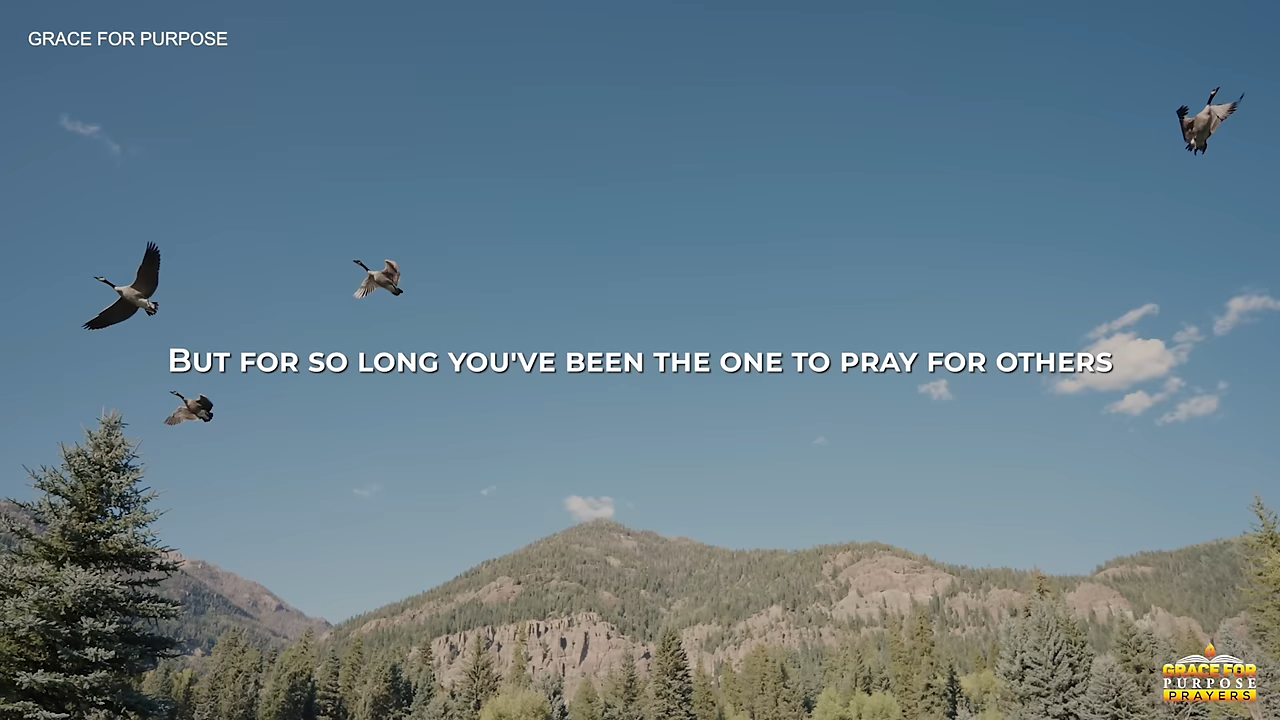 GRACE FOR PURPOSE
BUT FOR SO LONG YOU'VE BEEN THE ONE TO PRAY FOR OTHERS
GRACE FOR
PURPOSE
PRAYERS